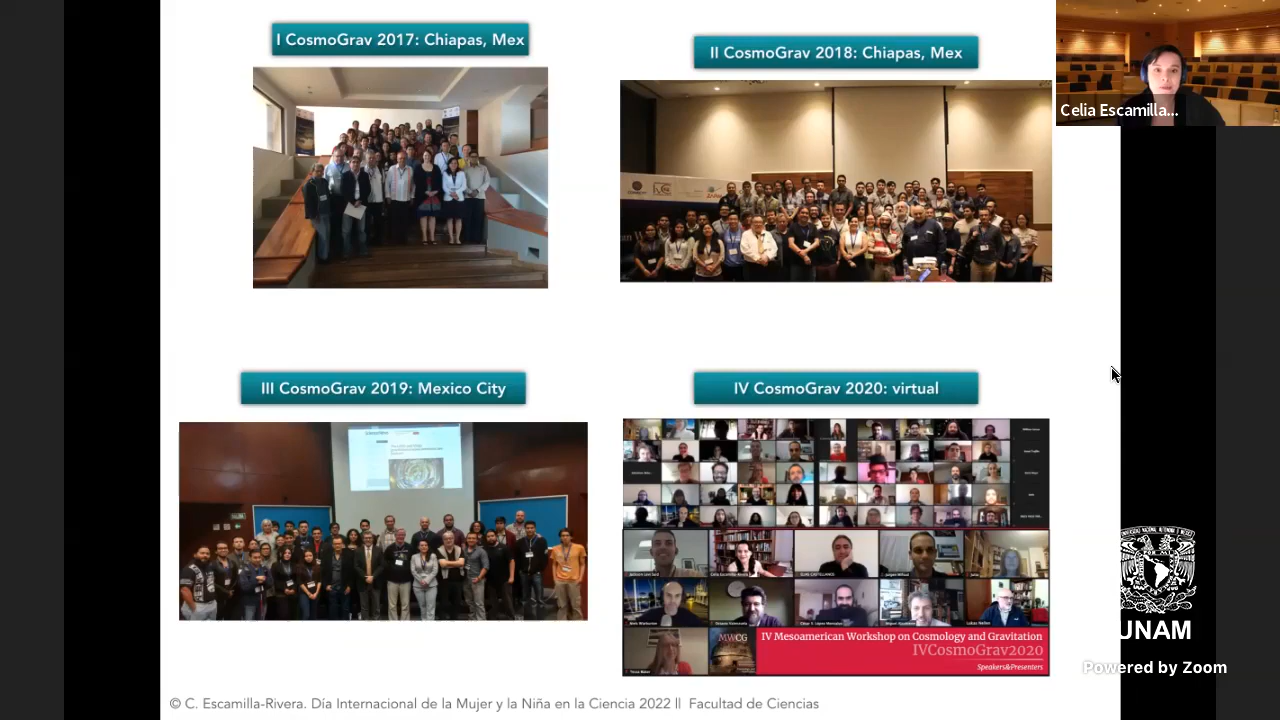 I CosmoGrav 2017: Chiapas, Mex
II CosmoGrav 2018: Chiapas, Mex
Celia Escamilla...
III CosmoGrav 2019: Mexico City
IV CosmoGrav 2020: virtual
IV Mesoamerican Workshop on Cosmology and Gravitation
IVCosmoGrav2020
Speakers&Presenters
MWCG
UNAM
Powered by Zoom
© C. Escamilla-Rivera. Día Internacional de la Mujer y la Niña en la Ciencia 2022 || Facultad de Ciencias